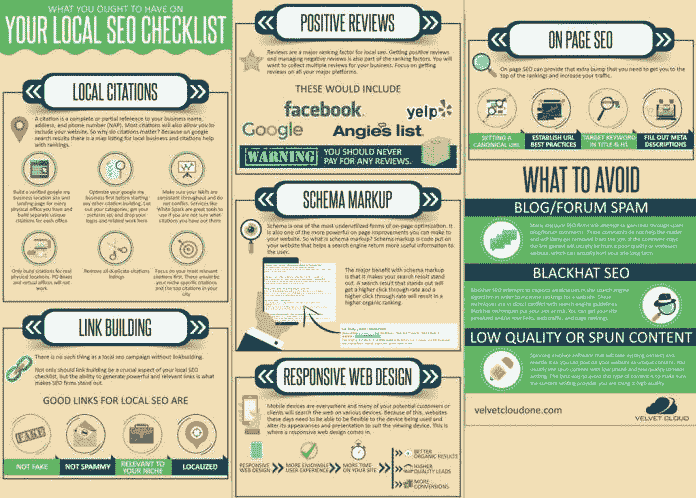 WHAT YOU OUGHT TO HAVE ON
YOUR LOCAL SEO CHECKLIST
LOCAL CITATIONS
A citation is a complete or partial reference to your business name,
address, and phone number (NAP). Most citations will also allow you to
include your website. So why do citations matter? Because on google
search results there is a map listing for local business and citations help
with rankings.
Build a verified google my
business location site and
landing page for every
physical office you have and
build separate unique
citations for each office.
Optimize your google my
business first before starting
any other citation building. Fill
out your categories, get your
pictures set and drop your
logos and related work here
Make sure your NAPs are
consistent throughout and do
not conflict. Services like
White Spark are great tools to
use if you are not sure what
citations you have out there
Only build citations for real
physical locations. PO Boxes
and virtual offices will not
work.
Remove all duplicate citations
listings
Focus on your most relevant
citations first. These would be
your niche specific citations
and the top citations in your
city
LINK BUILDING
There is no such thing as a local seo campaign without linkbuilding.
Not only should link building be a crucial aspect of your local SEO
checklist, but the ability to generate powerful and relevant links is what
makes SEO firms stand out.
GOOD LINKS FOR LOCAL SEO ARE
FAKE
NOT FAKE
NOT SPAMMY
RELEVANT TO
YOUR NICHE
LOCALIZED
POSITIVE REVIEWS
Reviews are a major ranking factor for local seo. Getting positive reviews
and managing negative reviews is also part of the ranking factors. You will
want to collect multiple reviews for your business. Focus on getting
reviews on all your major platforms.
THESE WOULD INCLUDE
facebook.
yelp
Google
Angie's list.
WARNING
YOU SHOULD NEVER
PAY FOR ANY REVIEWS.
SCHEMA MARKUP
Schema is one of the most underutilized forms of on-page optimization. It
is also one of the more powerful on page improvements you can make to
your website. So what is schema markup? Schema markup is code put on
your website that helps a search engine return more useful information to
the user.
The major benefit with schema markup
is that it makes your search result stand
out. A search result that stands out will
get a higher click through rate and a
higher click through rate will result in a
higher organic ranking.
RESPONSIVE WEB DESIGN
Mobile devices are everywhere and many of your potential customers or
clients will search the web on various devices. Because of this, websites
these days need to be able to be flexible to the device being used and
alter its appearances and presentation to suit the viewing device. This is
where a responsive web design comes in.
RESPONSIVE
WEB DESIGN
MORE ENJOYABLE
USER EXPERIENCE
MORE TIME
ON YOUR SITE
BETTER
ORGANIC RESULTS
HIGHER
QUALITY LEADS
MORE
CONVERSIONS
ON PAGE SEO
On page SEO can provide that extra bump that you need to get you to the
top of the rankings and increase your traffic.
SETTING A
CANONICAL URL
ESTABLISH URL
BEST PRACTICES
TARGET KEYWORD
IN TITLE & H1
FILL OUT META
DESCRIPTIONS
WHAT TO AVOID
BLOG/FORUM SPAM
BLACKHAT SEO
LOW QUALITY OR SPUN CONTENT
velvetcloudone.com
VELVET CLOUD